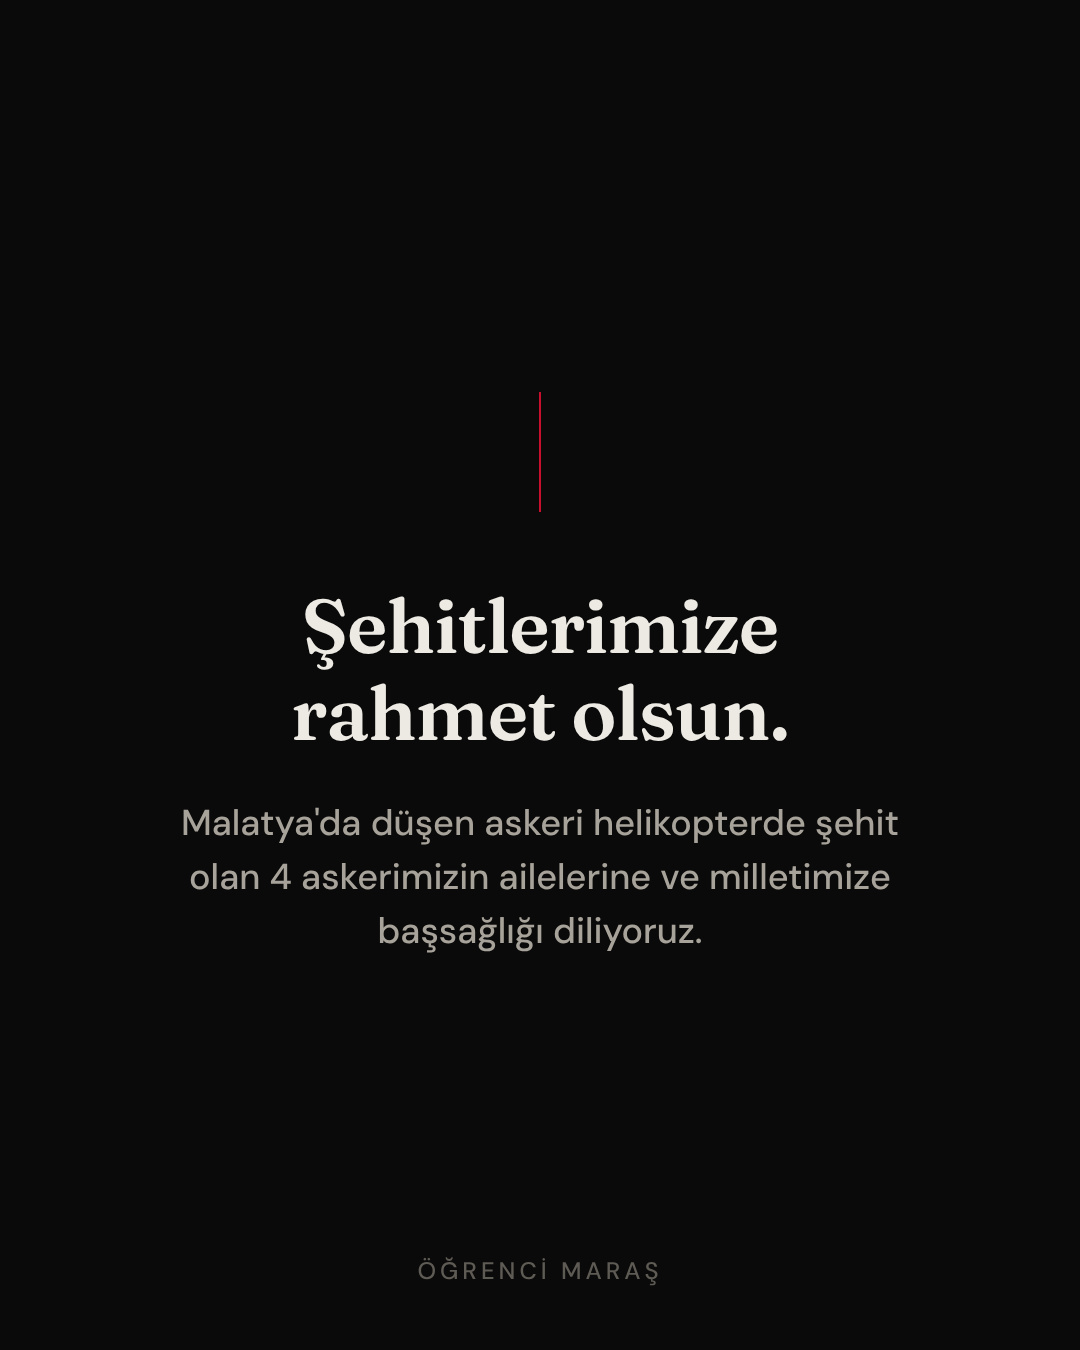 Şehitlerimize
rahmet olsun.
Malatya'da düşen askeri helikopterde şehit
olan 4 askerimizin ailelerine ve milletimize
başsağlığı diliyoruz.
ÖĞRENCİ MARAŞ